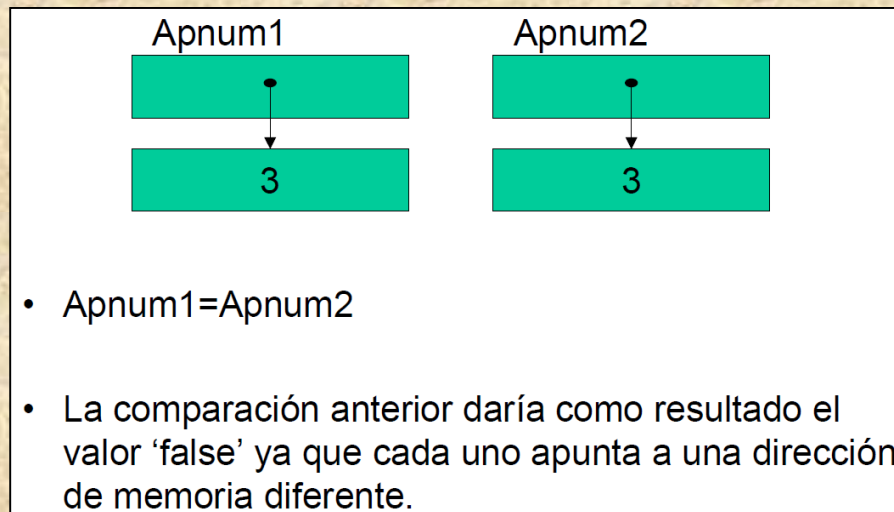 Apnum1 Apnum2
3 3
• Apnum1=Apnum2
• La comparación anterior daría como resultado el
valor ‘false’ ya que cada uno apunta a una dirección
de memoria diferente.